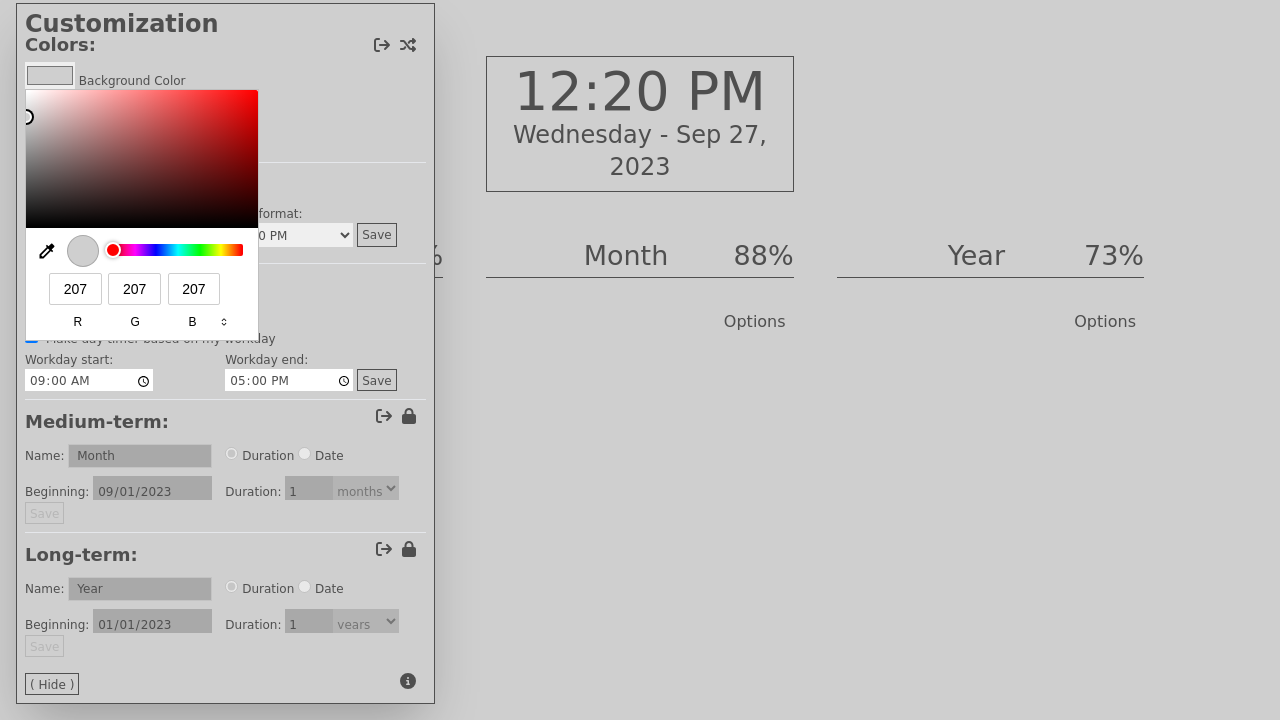 Customization
Colors:
Background Color
12:20 PM
Wednesday - Sep 27,
2023
format:
0 PM
Save
%
Month 88%
Year 73%
207 207 207
R G B
Options
Options
Make day timer based on my workday
Workday start: Workday end:
09:00 AM 05:00 PM Save
Medium-term:
Name: Month Duration Date
Beginning: 09/01/2023 Duration: 1 months
Save
Long-term:
Name: Year Duration Date
Beginning: 01/01/2023 Duration: 1 years
Save
( Hide )